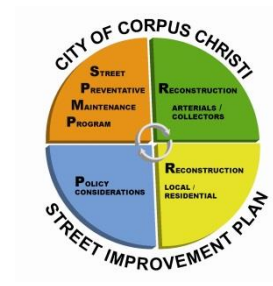 CITY OF CORPUS CHRISTI
STREET
PREVENTATIVE
MAINTENANCE
PROGRAM
RECONSTRUCTION
ARTERIALS /
COLLECTORS
POLICY
CONSIDERATIONS
RECONSTRUCTION
LOCAL /
RESIDENTIAL
STREET IMPROVEMENT PLAN